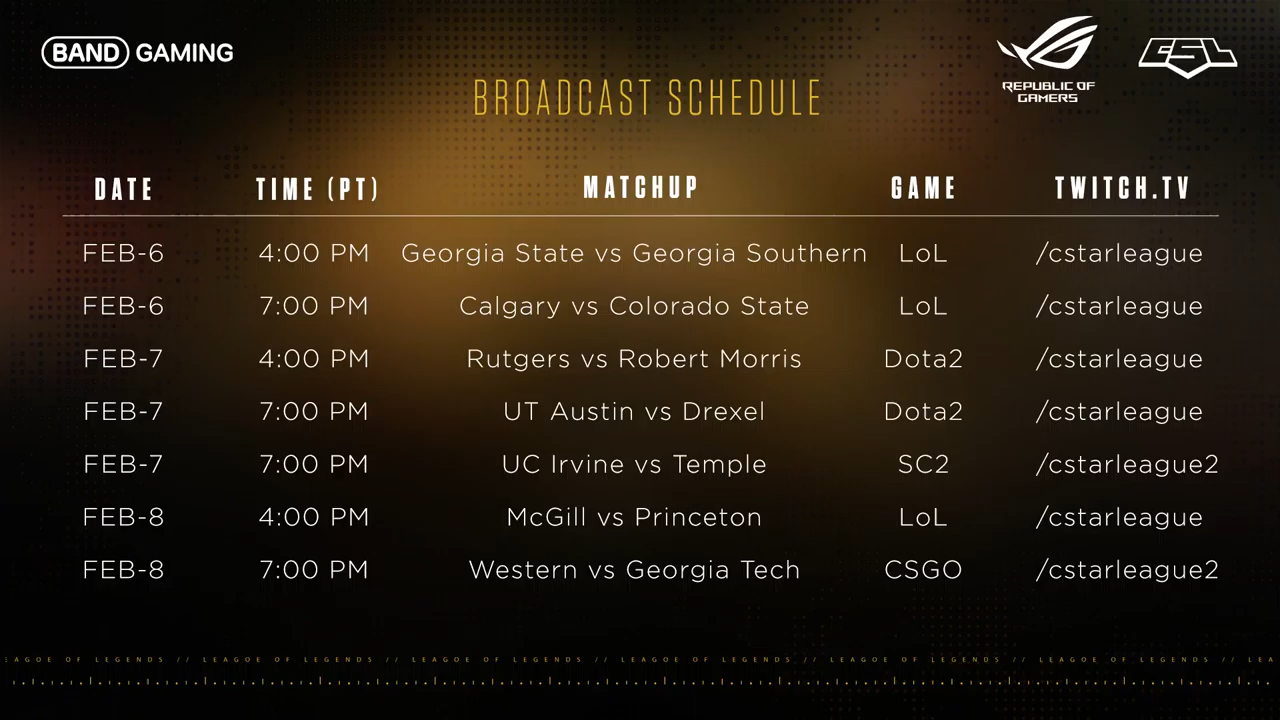 BAND GAMING
REPUBLIC OF
GAMERS
CSL
BROADCAST SCHEDULE
DATE TIME (PT) MATCHUP GAME TWITCH.TV
FEB-6 4:00 PM Georgia State vs Georgia Southern LoL /cstarleague
FEB-6 7:00 PM Calgary vs Colorado State LoL /cstarleague
FEB-7 4:00 PM Rutgers vs Robert Morris Dota2 /cstarleague
FEB-7 7:00 PM UT Austin vs Drexel Dota2 /cstarleague
FEB-7 7:00 PM UC Irvine vs Temple SC2 /cstarleague2
FEB-8 4:00 PM McGill vs Princeton LoL /cstarleague
FEB-8 7:00 PM Western vs Georgia Tech CSGO /cstarleague2
EAGOE OF LEGENDS // LEAGOE OF LEGENDS // LEAGOE OF LEGENDS // LEAGOE OF LEGENDS // LEAGOE OF LEGENDS // LEAGOE OF LEGENDS // LEA